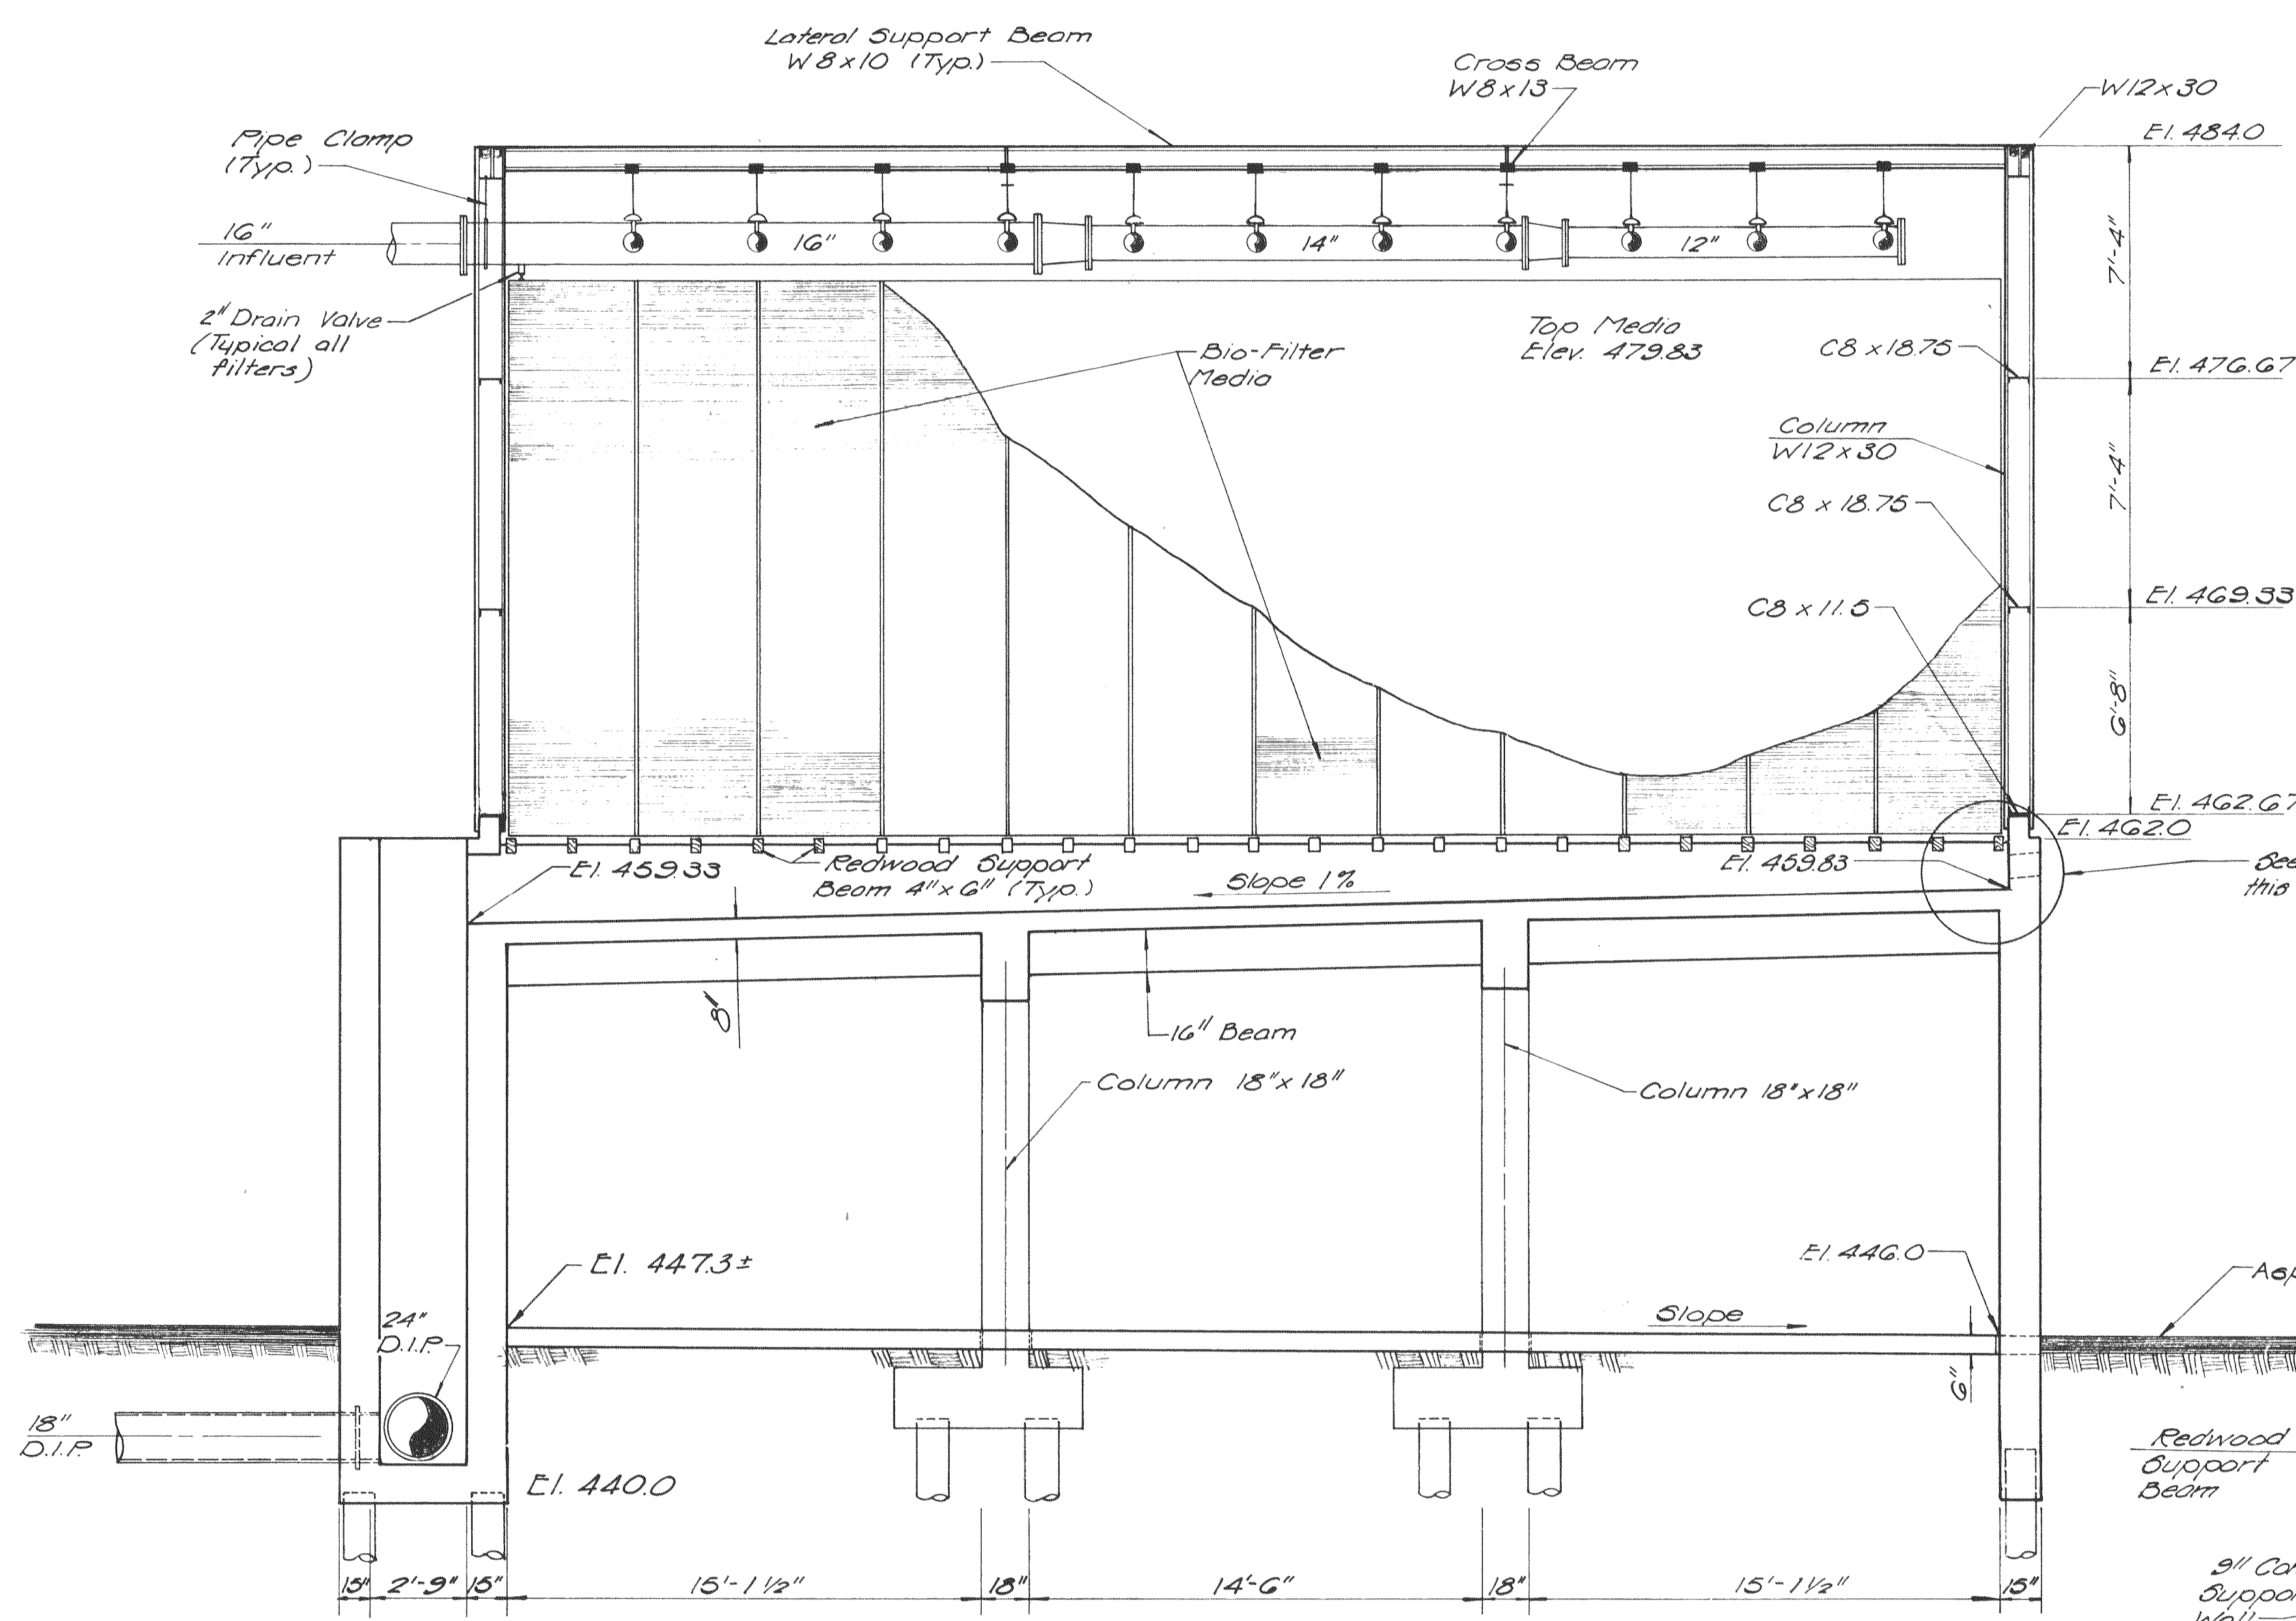 Lateral Support Beam
W 8x10 (Typ.)
Cross Beam
W8x13
W12x30
El. 484.0
Pipe Clamp
(Typ.)
16"
Influent
16"
14"
12"
7'-4"
2" Drain Valve
(Typical all
filters)
Bio-Filter
Media
Top Media
Elev. 479.83
C8 x18.75
El. 476.67
Column
W12x30
7'-4"
C8 x 18.75
El. 469.33
C8 x 11.5
6'-8"
El. 462.67
El. 462.0
El. 459.33
Redwood Support
Beam 4"x6" (Typ.)
Slope 1%
El. 459.83
See
this
8"
16" Beam
Column 18"x18"
Column 18"x18"
El. 447.3±
El. 446.0
Slope
24"
D.I.P.
6"
18"
D.I.P.
El. 440.0
Redwood
Support
Beam
15"
2'-9"
15"
15'-1½"
18"
14'-6"
18"
15'-1½"
15"
9"